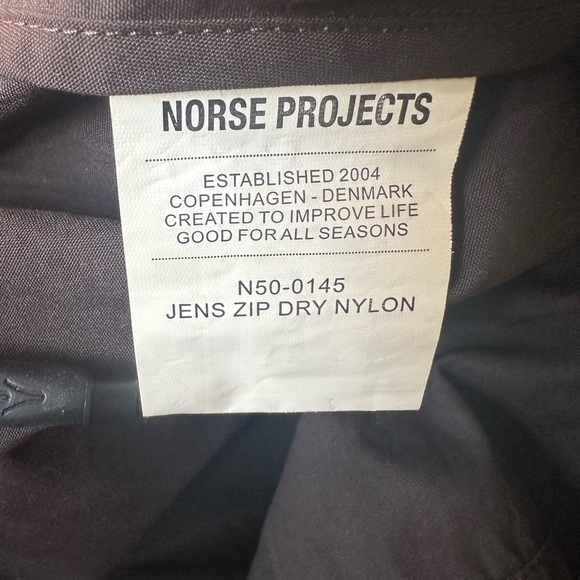 NORSE PROJECTS
ESTABLISHED 2004
COPENHAGEN - DENMARK
CREATED TO IMPROVE LIFE
GOOD FOR ALL SEASONS
N50-0145
JENS ZIP DRY NYLON